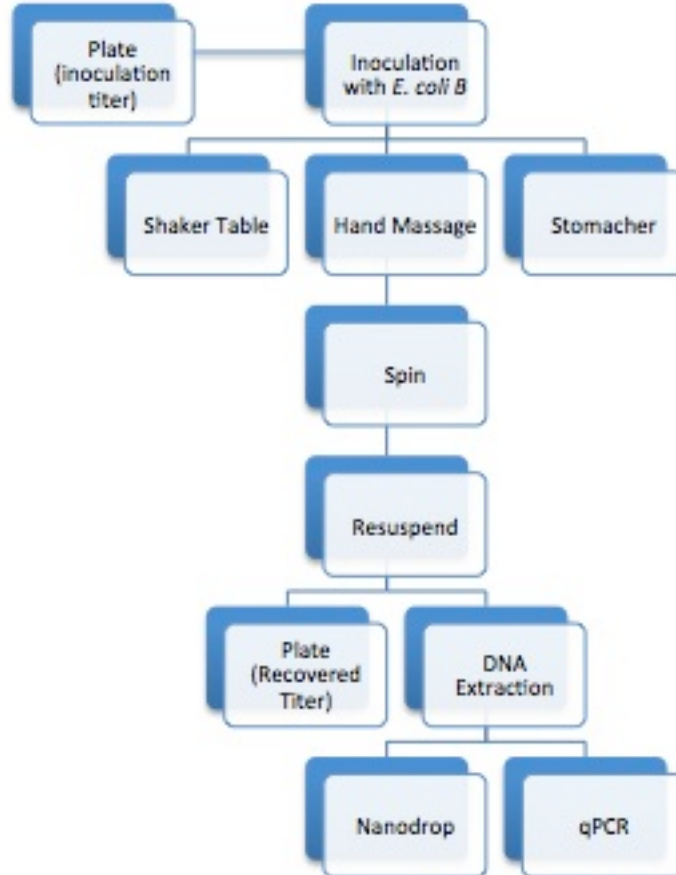 Plate
(inoculation
titer)
Inoculation
with E. coli B
Shaker Table
Hand Massage
Stomacher
Spin
Resuspend
Plate
(Recovered
Titer)
DNA
Extraction
Nanodrop
qPCR